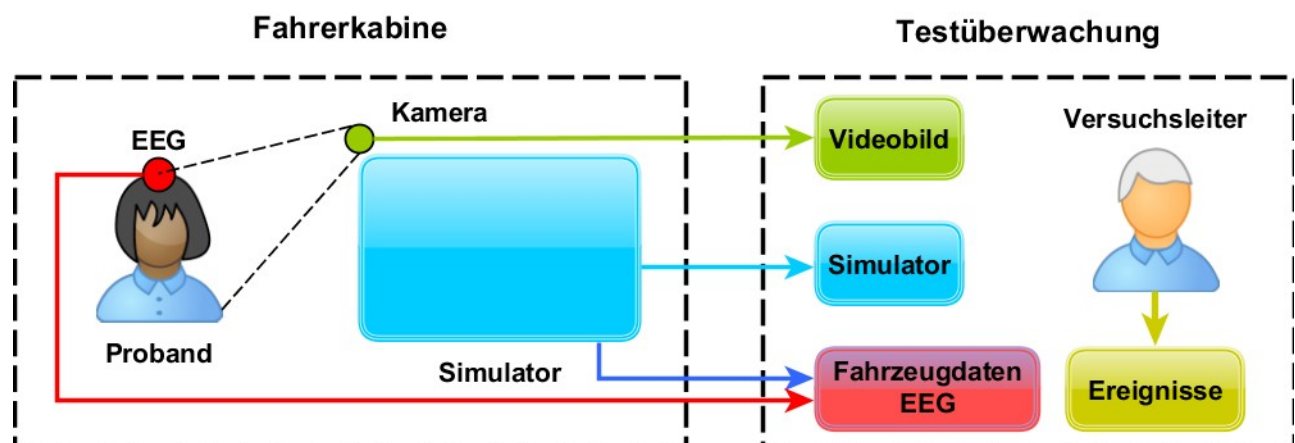 Fahrerkabine
Testüberwachung
Kamera
EEG
Proband
Simulator
Videobild
Simulator
Fahrzeugdaten
EEG
Versuchsleiter
Ereignisse